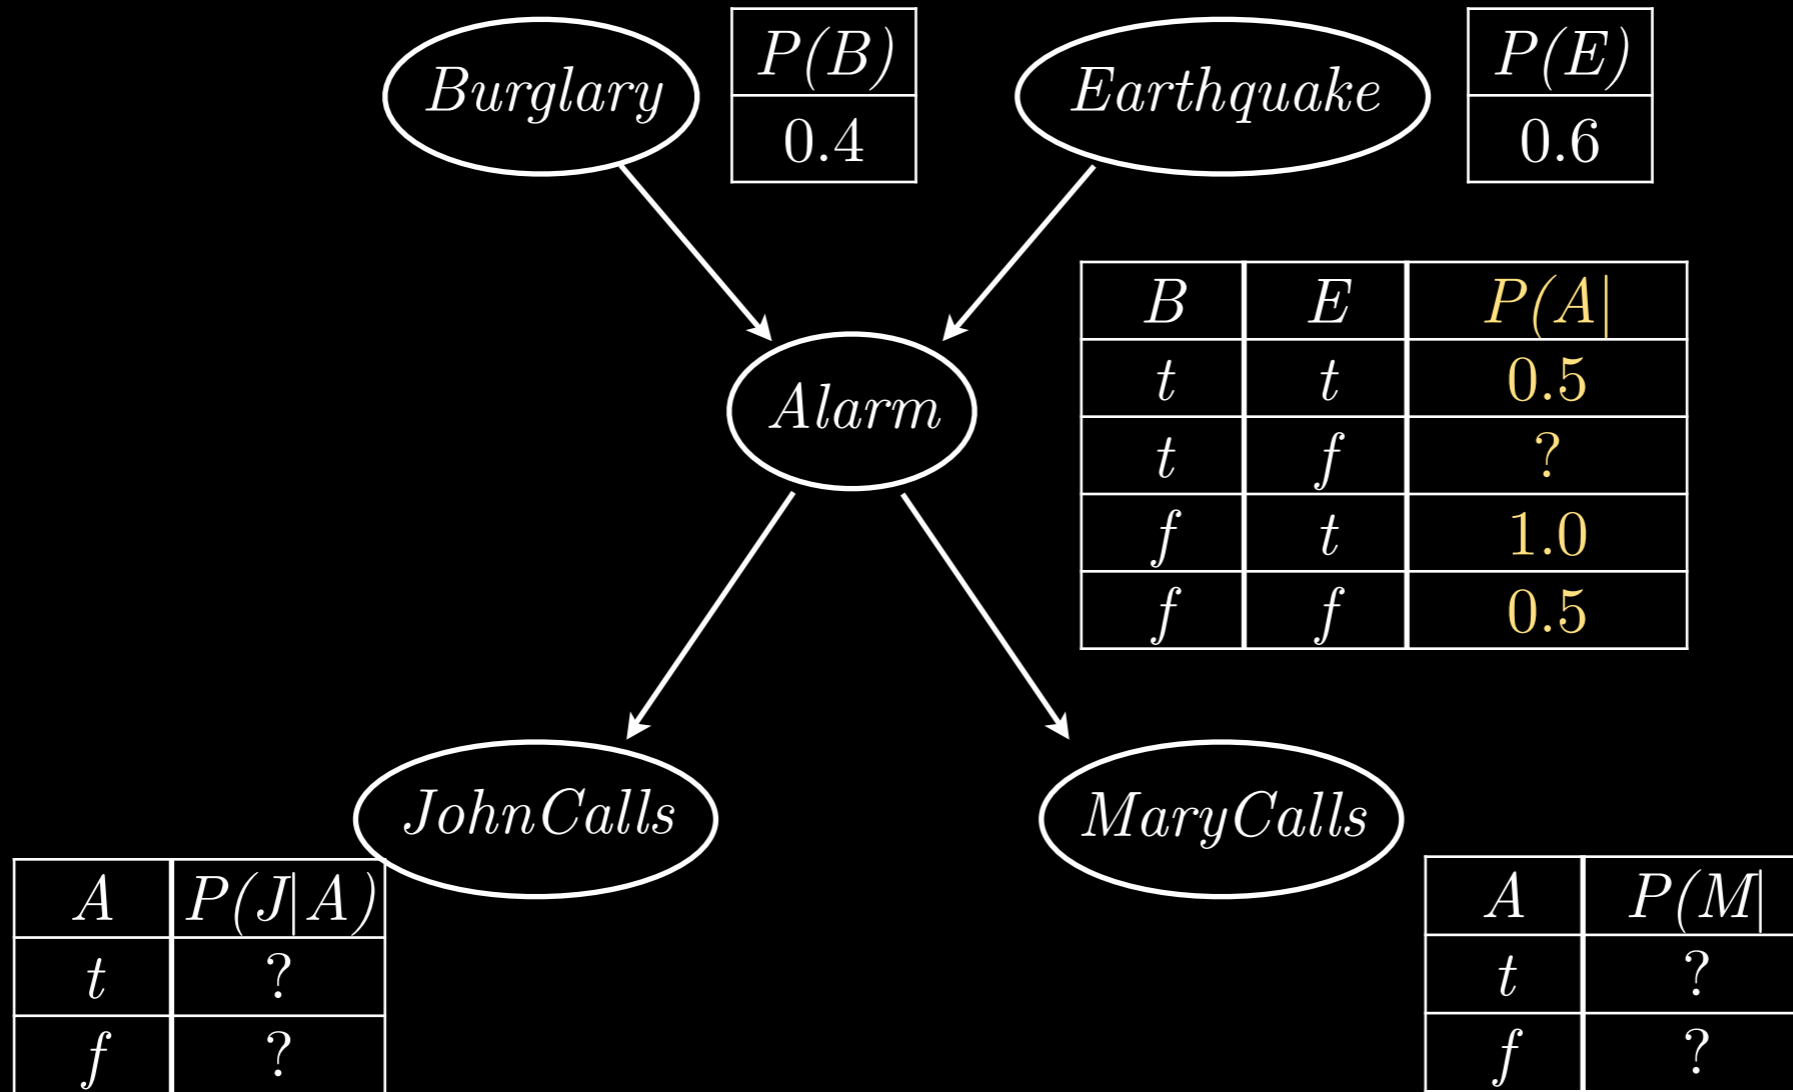 Burglary P(B) Earthquake P(E)
0.4 0.6
B E P(A|
t t 0.5
Alarm
t f ?
f t 1.0
f f 0.5
JohnCalls MaryCalls
A P(J|A) A P(M|
t ? t ?
f ? f ?